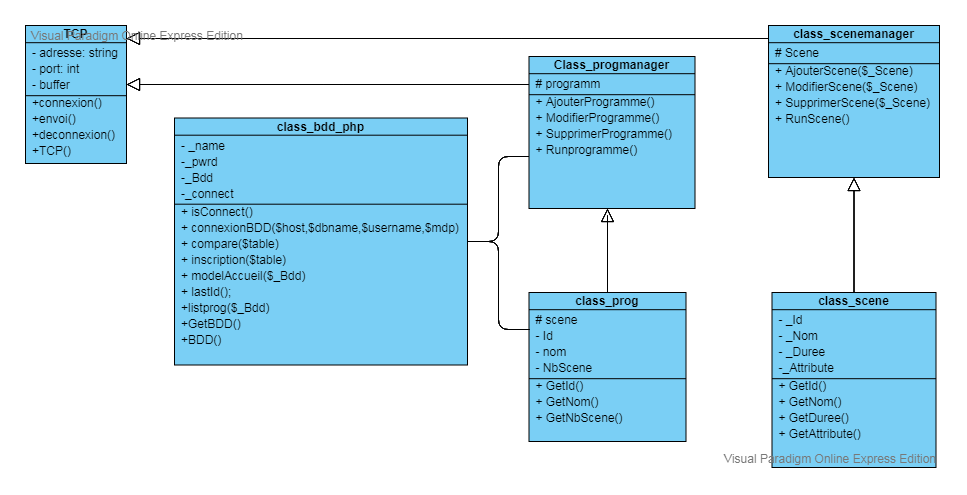 Visual Paradigm Online Express Edition
TCP
- adresse: string
- port: int
- buffer
+connexion()
+envoi()
+deconnexion()
+TCP()
class_bdd_php
- _name
-_pwrd
-_Bdd
-_connect
+ isConnect()
+ connexionBDD($host,$dbname,$username,$mdp)
+ compare($table)
+ inscription($table)
+ modelAccueil($_Bdd)
+ lastId();
+listprog($_Bdd)
+GetBDD()
+BDD()
Class_progmanager
# programm
+ AjouterProgramme()
+ ModifierProgramme()
+ SupprimerProgramme()
+ Runprogramme()
class_prog
# scene
- Id
- nom
- NbScene
+ GetId()
+ GetNom()
+ GetNbScene()
class_scenemanager
# Scene
+ AjouterScene($_Scene)
+ ModifierScene($_Scene)
+ SupprimerScene($_Scene)
+ RunScene()
class_scene
- _Id
- _Nom
- _Duree
-_Attribute
+ GetId()
+ GetNom()
+ GetDuree()
+ GetAttribute()
Visual Paradigm Online Express Edition